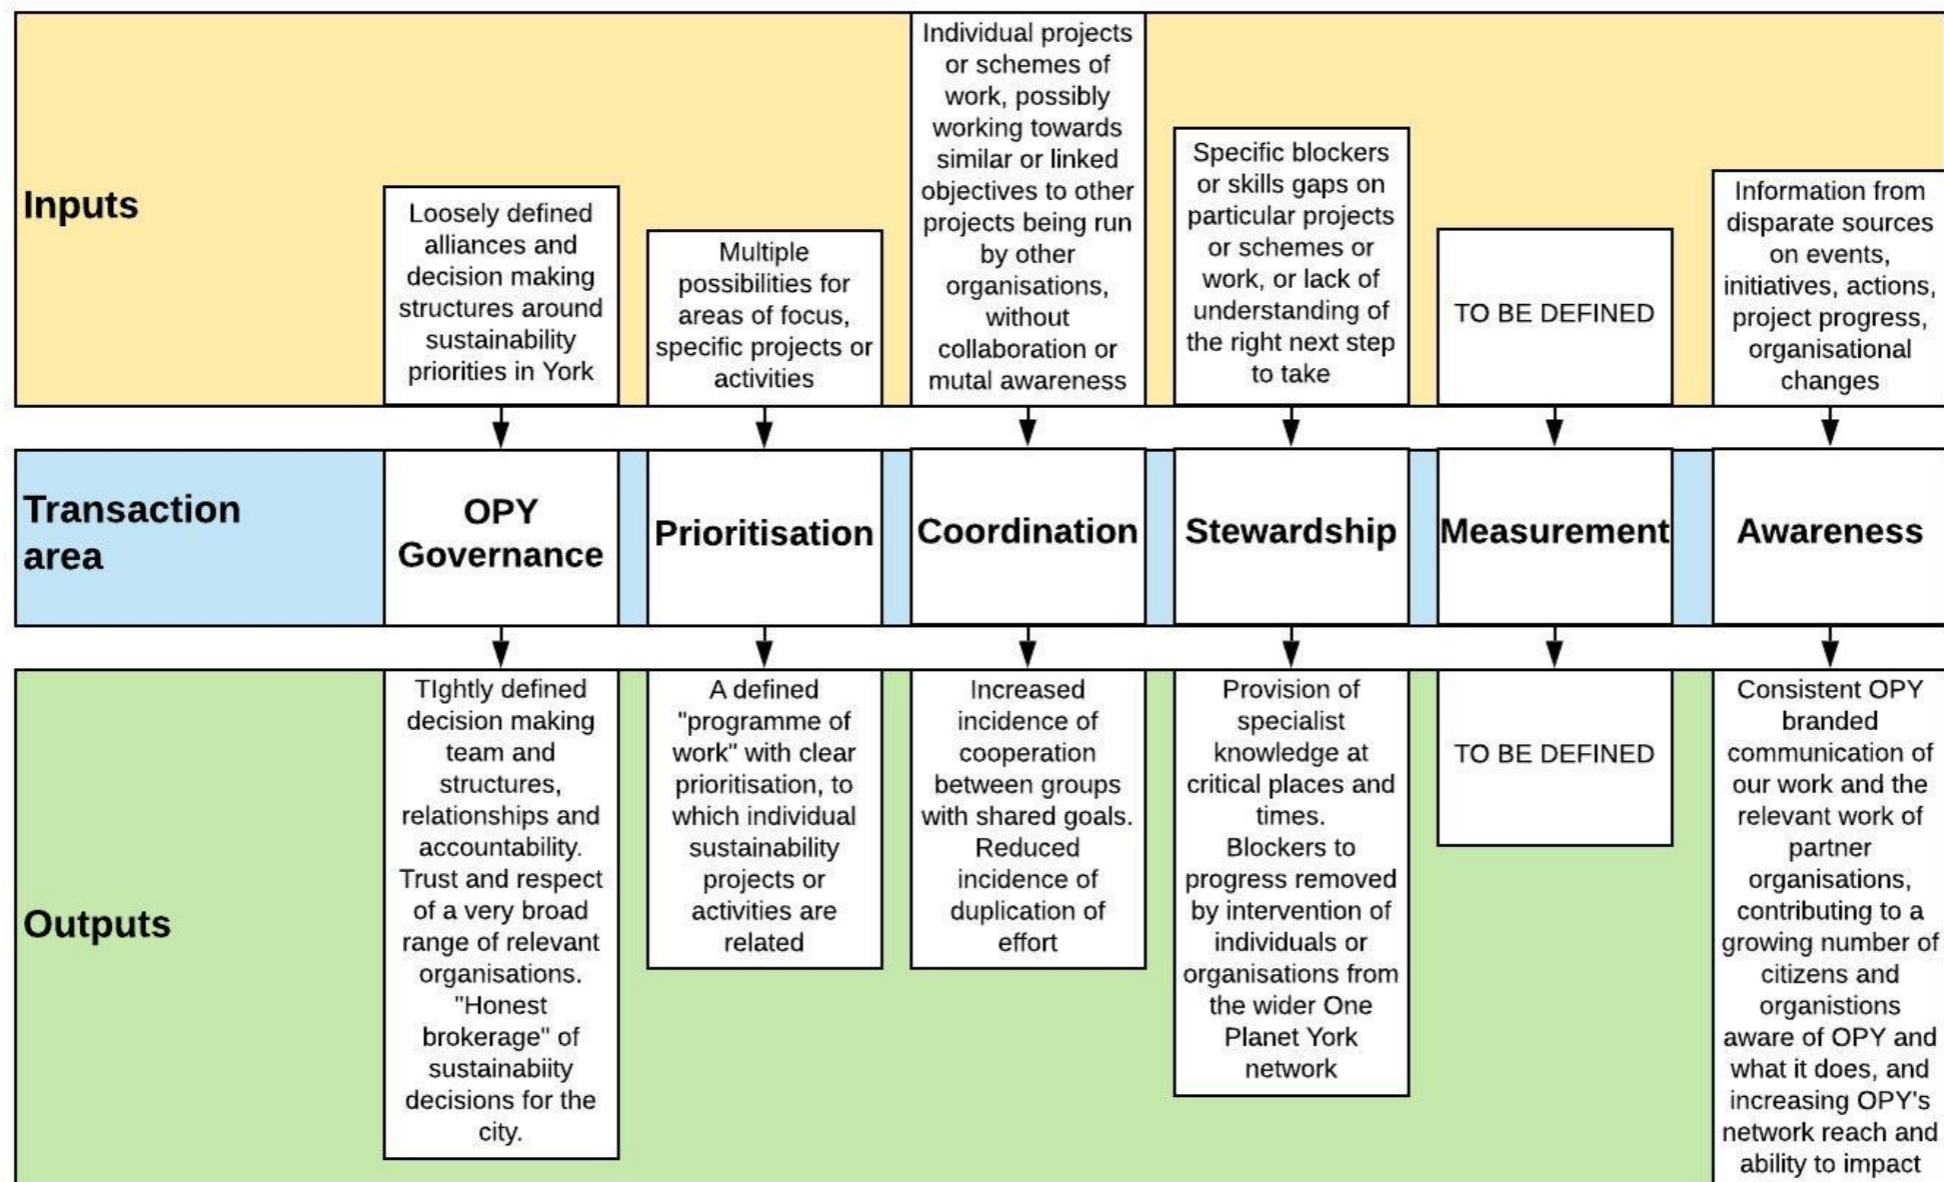 Inputs
Loosely defined
alliances and
decision making
structures around
sustainability
priorities in York
Multiple
possibilities for
areas of focus,
specific projects or
activities
Individual projects
or schemes of
work, possibly
working towards
similar or linked
objectives to other
projects being run
by other
organisations,
without
collaboration or
mutal awareness
Specific blockers
or skills gaps on
particular projects
or schemes or
work, or lack of
understanding of
the right next step
to take
TO BE DEFINED
Information from
disparate sources
on events,
initiatives, actions,
project progress,
organisational
changes
Transaction
area
OPY
Governance
Prioritisation
Coordination
Stewardship
Measurement
Awareness
Outputs
TIghtly defined
decision making
team and
structures,
relationships and
accountability.
Trust and respect
of a very broad
range of relevant
organisations.
"Honest
brokerage" of
sustainabiity
decisions for the
city.
A defined
"programme of
work" with clear
prioritisation, to
which individual
sustainability
projects or
activities are
related
Increased
incidence of
cooperation
between groups
with shared goals.
Reduced
incidence of
duplication of
effort
Provision of
specialist
knowledge at
critical places and
times.
Blockers to
progress removed
by intervention of
individuals or
organisations from
the wider One
Planet York
network
TO BE DEFINED
Consistent OPY
branded
communication of
our work and the
relevant work of
partner
organisations,
contributing to a
growing number of
citizens and
organistions
aware of OPY and
what it does, and
increasing OPY's
network reach and
ability to impact